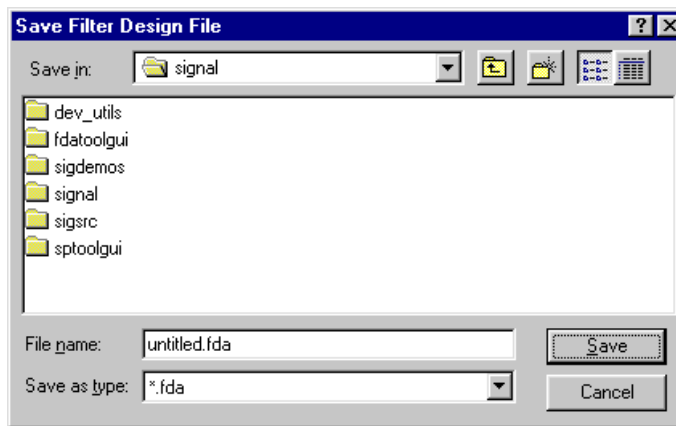 Save Filter Design File
Save in: signal
dev_utils
fdatoolgui
sigdemos
signal
sigsrc
sptoolgui
File name: untitled.fda Save
Save as type: *.fda Cancel